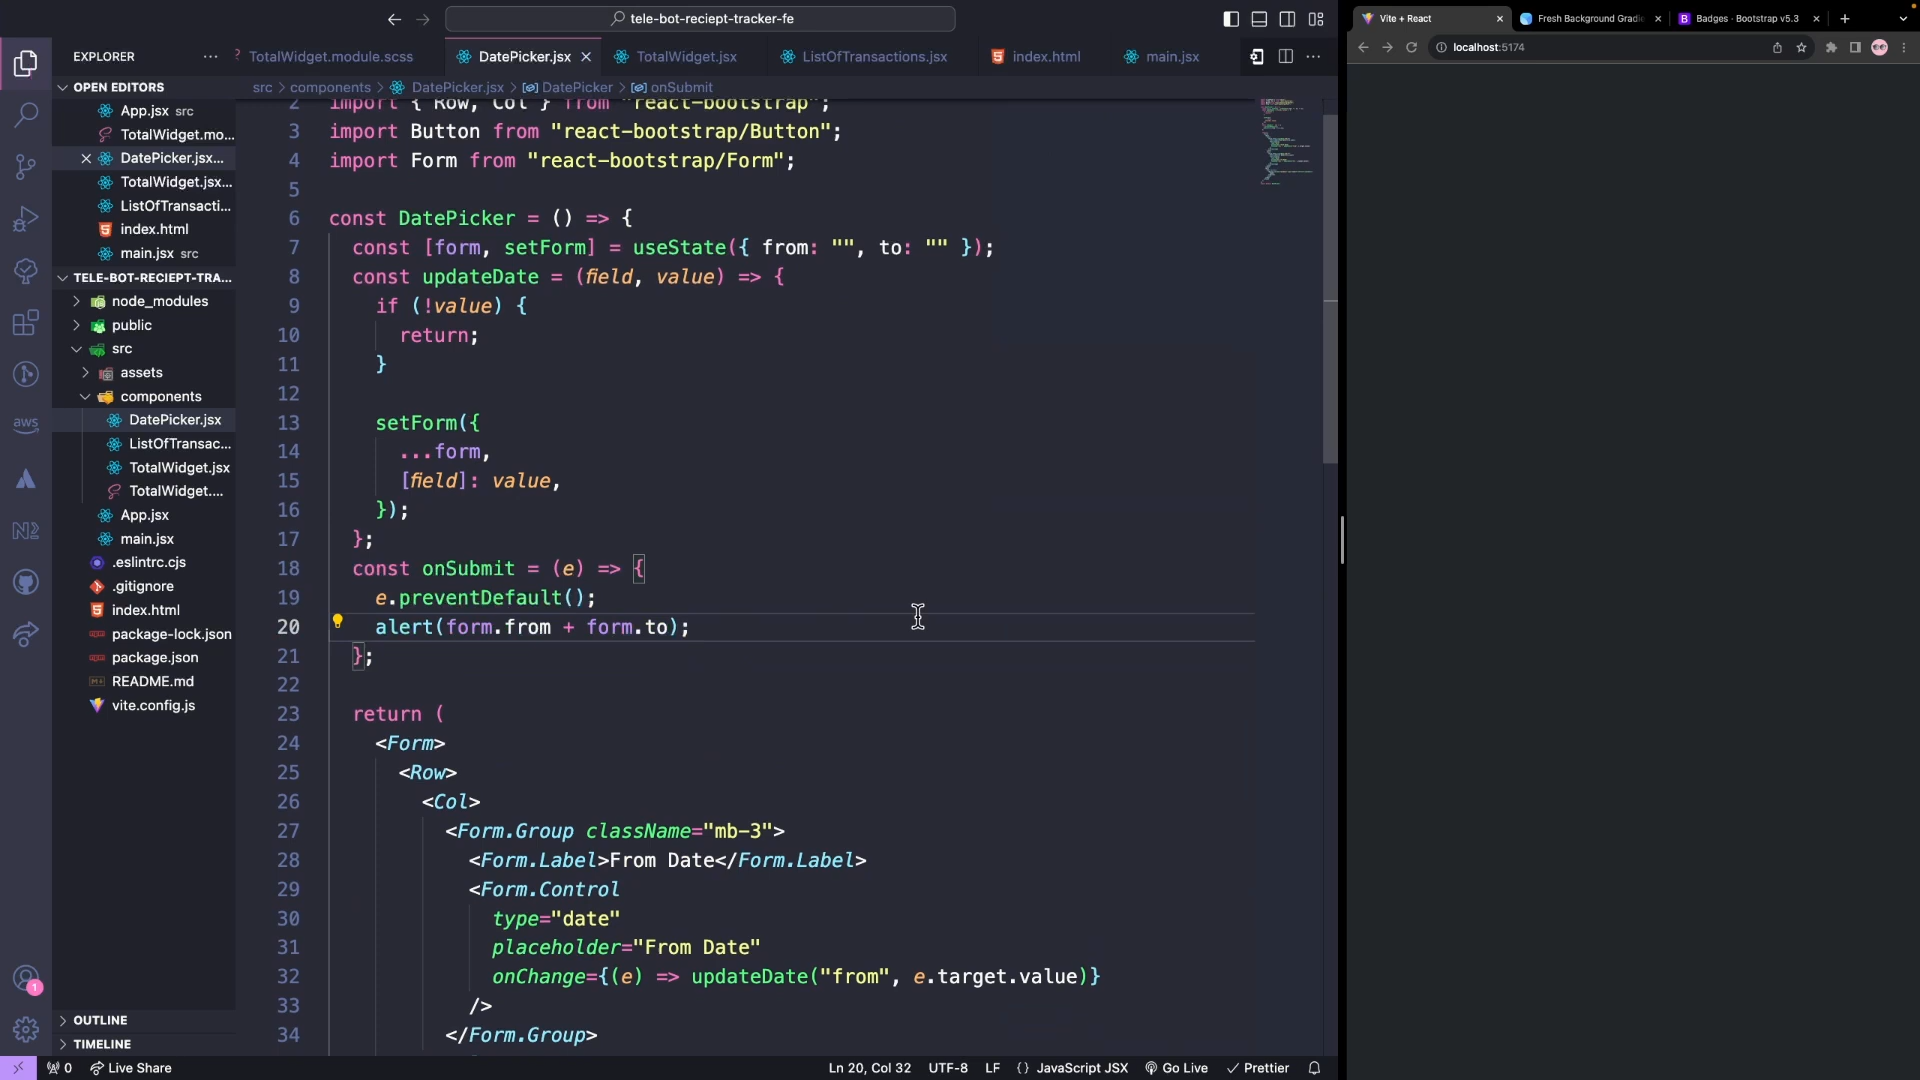 tele-bot-reciept-tracker-fe
Vite + React
Fresh Background Gradie
Badges · Bootstrap v5.3
localhost:5174
EXPLORER
TotalWidget.module.scss
DatePicker.jsx
TotalWidget.jsx
ListOfTransactions.jsx
index.html
main.jsx
src > components > DatePicker.jsx > DatePicker > onSubmit
OPEN EDITORS
App.jsx src
TotalWidget.mo...
DatePicker.jsx...
TotalWidget.jsx...
ListOfTransacti...
index.html
main.jsx src
TELE-BOT-RECIEPT-TRA...
node_modules
public
src
assets
components
DatePicker.jsx
ListOfTransac...
TotalWidget.jsx
TotalWidget....
App.jsx
main.jsx
.eslintrc.cjs
.gitignore
index.html
package-lock.json
package.json
README.md
vite.config.js
OUTLINE
TIMELINE
aws
1
2 import { Row, Col } from "react-bootstrap";
3 import Button from "react-bootstrap/Button";
4 import Form from "react-bootstrap/Form";
5
6 const DatePicker = () => {
7 const [form, setForm] = useState({ from: "", to: "" });
8 const updateDate = (field, value) => {
9 if (!value) {
10 return;
11 }
12
13 setForm({
14 ...form,
15 [field]: value,
16 });
17 };
18 const onSubmit = (e) => {
19 e.preventDefault();
20 alert(form.from + form.to);
21 };
22
23 return (
24 <Form>
25 <Row>
26 <Col>
27 <Form.Group className="mb-3">
28 <Form.Label>From Date</Form.Label>
29 <Form.Control
30 type="date"
31 placeholder="From Date"
32 onChange={(e) => updateDate("from", e.target.value)}
33 />
34 </Form.Group>
0
Live Share
Ln 20, Col 32
UTF-8
LF
{} JavaScript JSX
Go Live
Prettier